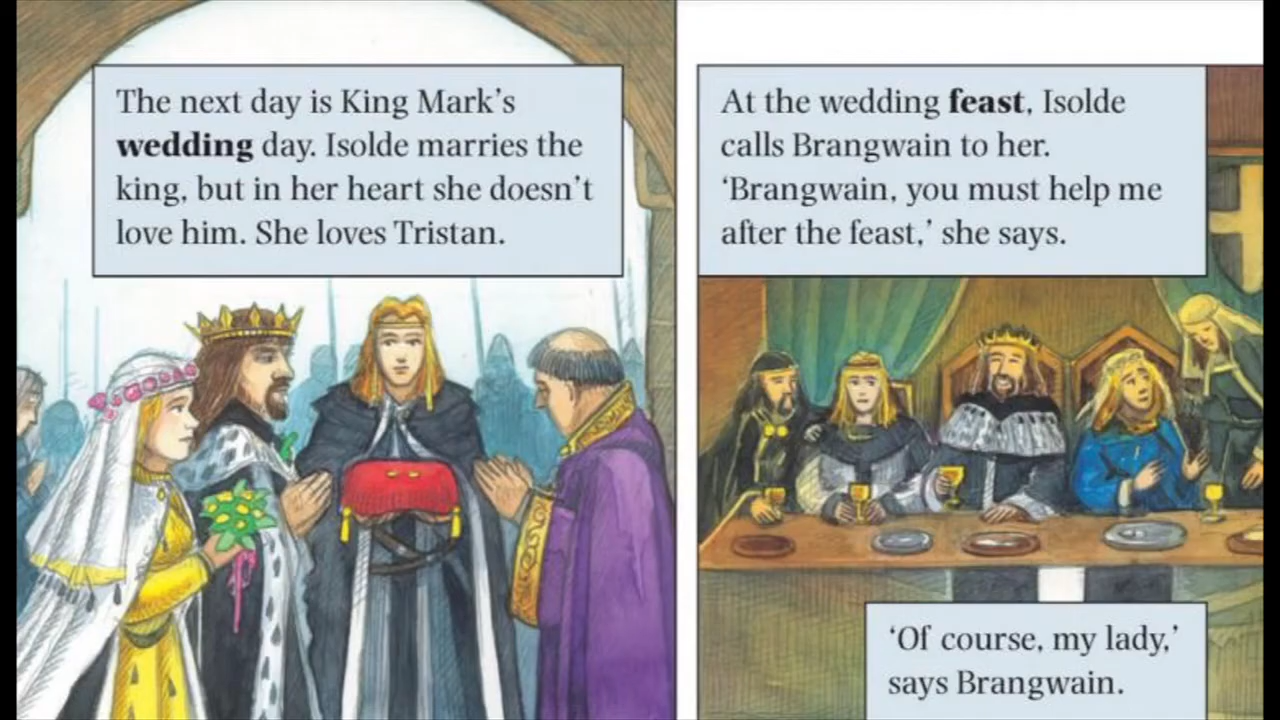 The next day is King Mark’s
wedding day. Isolde marries the
king, but in her heart she doesn’t
love him. She loves Tristan.
At the wedding feast, Isolde
calls Brangwain to her.
‘Brangwain, you must help me
after the feast,’ she says.
‘Of course, my lady,’
says Brangwain.